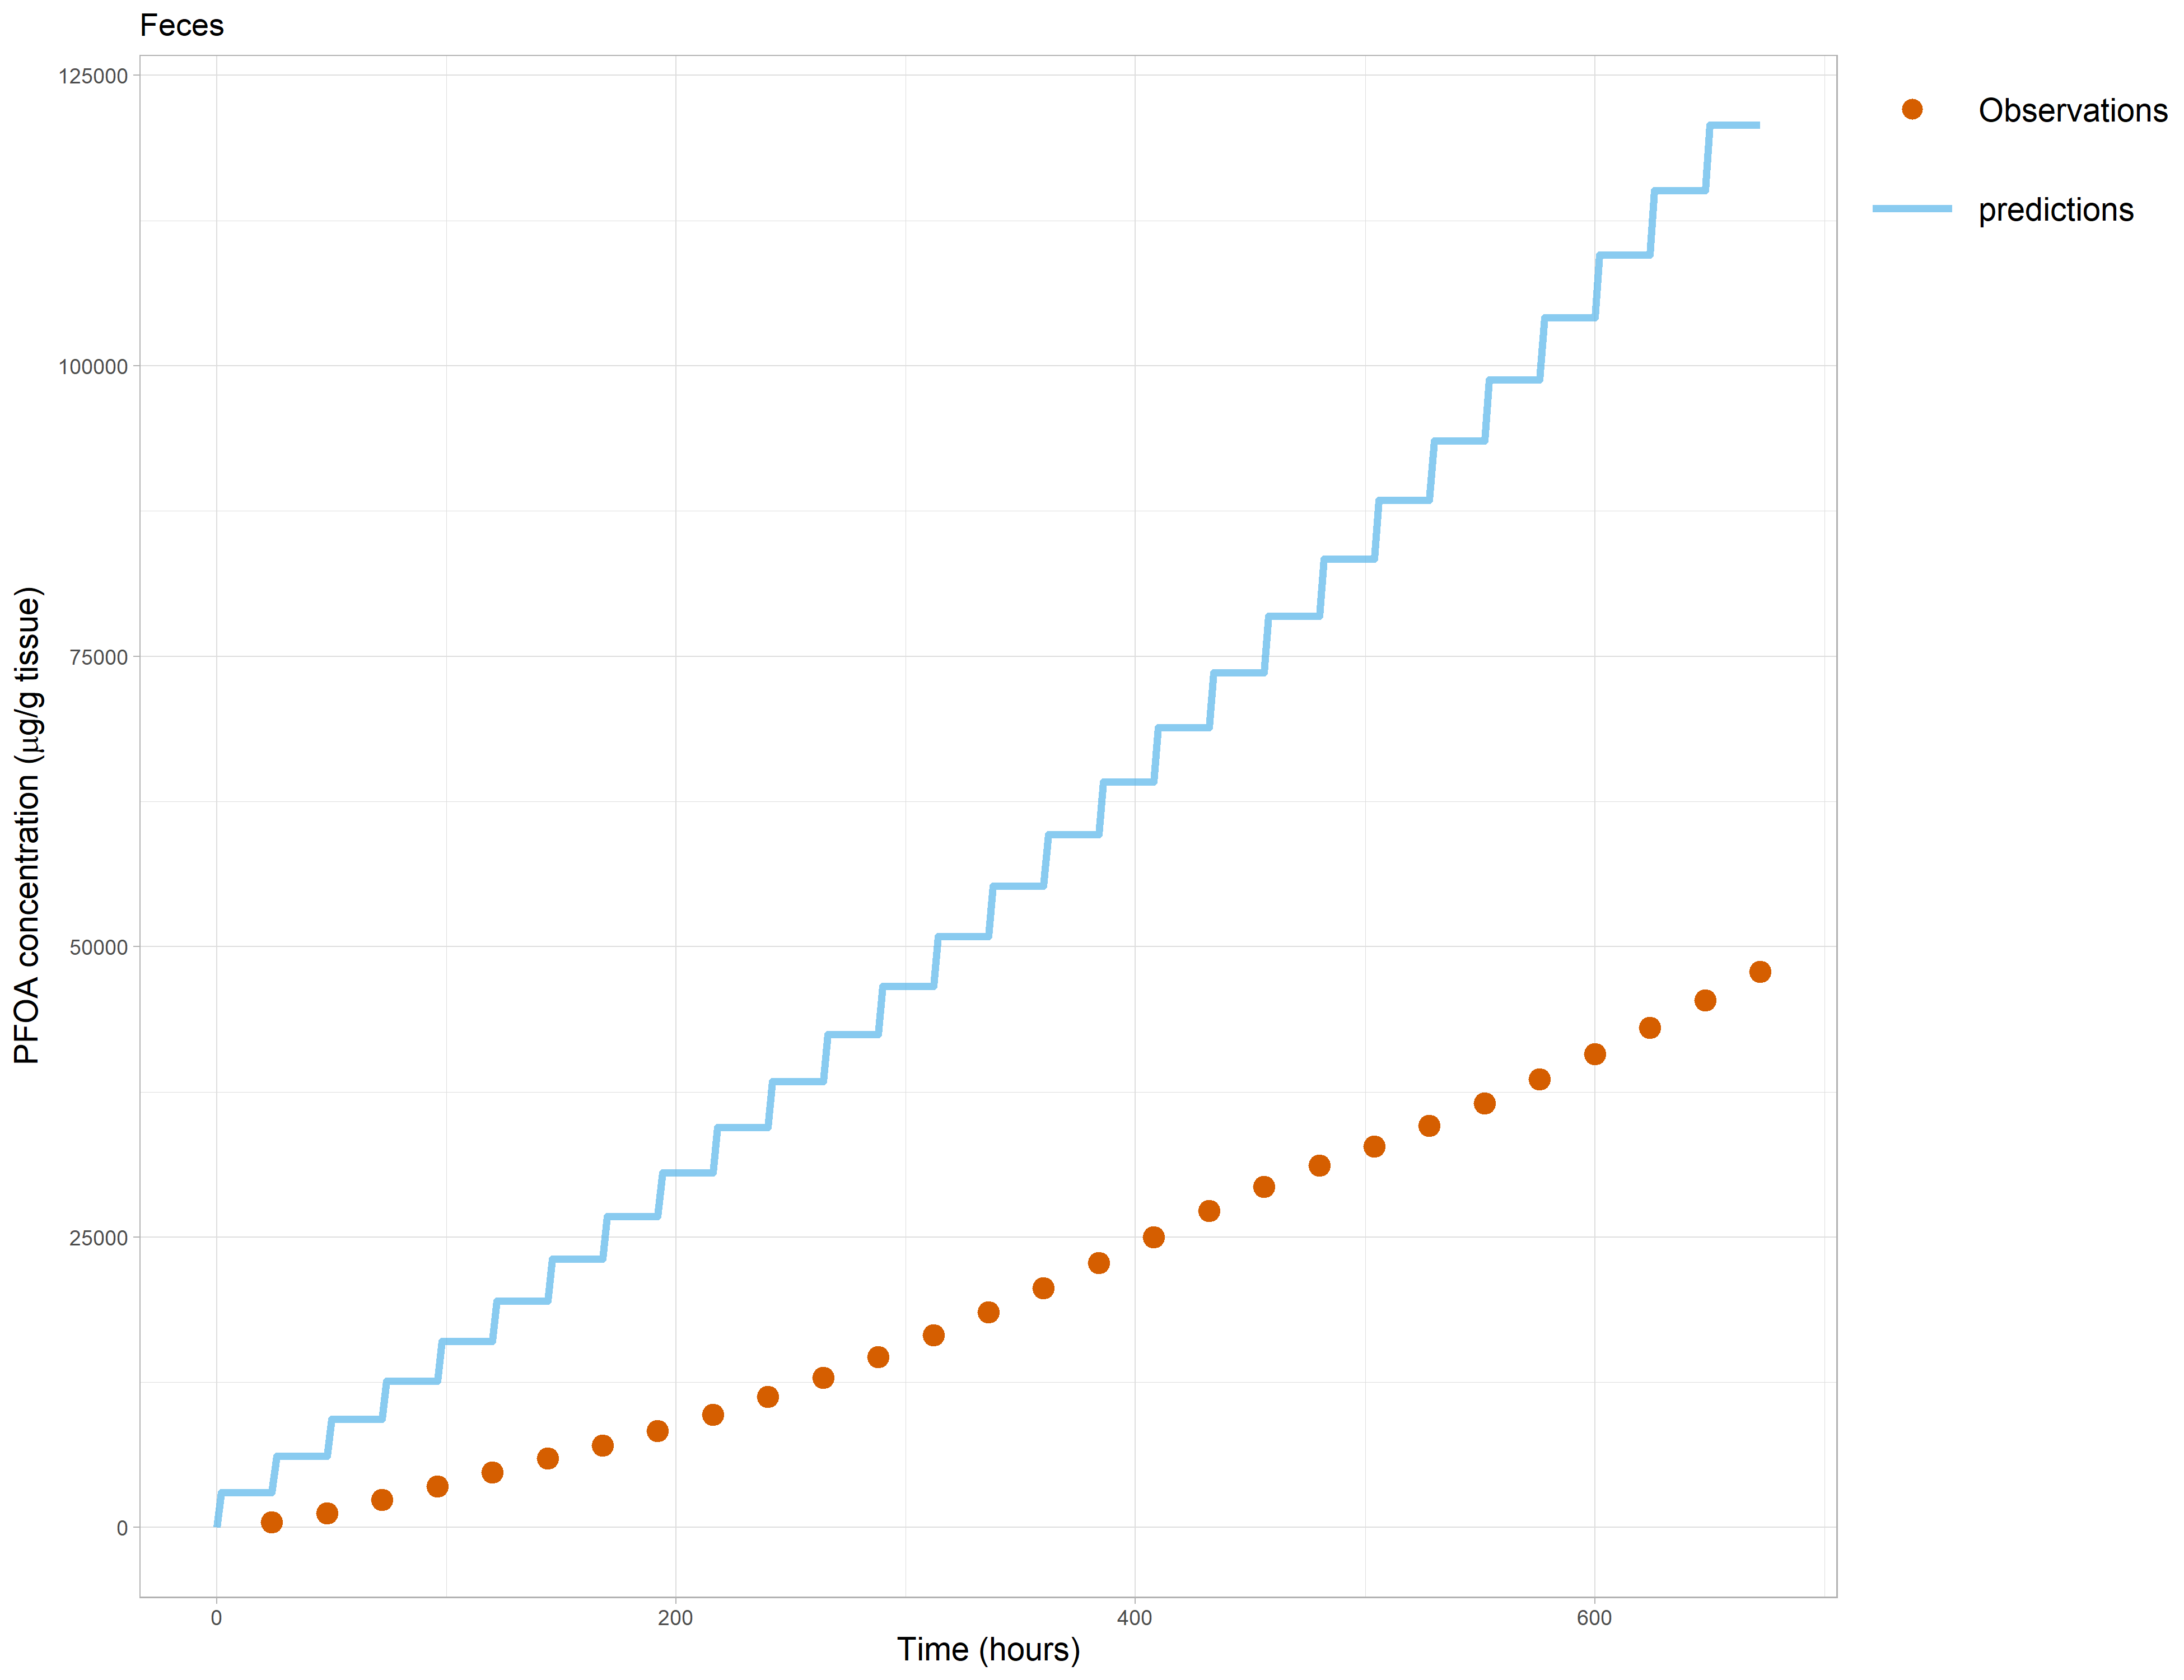 Feces
125000
100000
75000
50000
25000
0
PFOA concentration (μg/g tissue)
0 200 400 600
Time (hours)
Observations
predictions